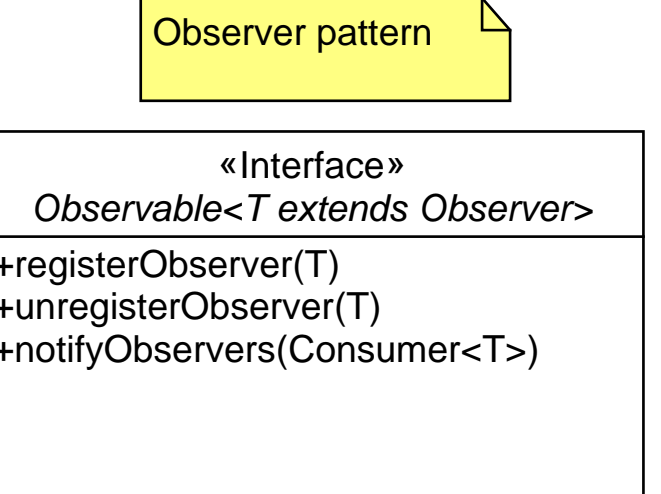 Observer pattern
«Interface»
Observable<T extends Observer>
+registerObserver(T)
+unregisterObserver(T)
+notifyObservers(Consumer<T>)